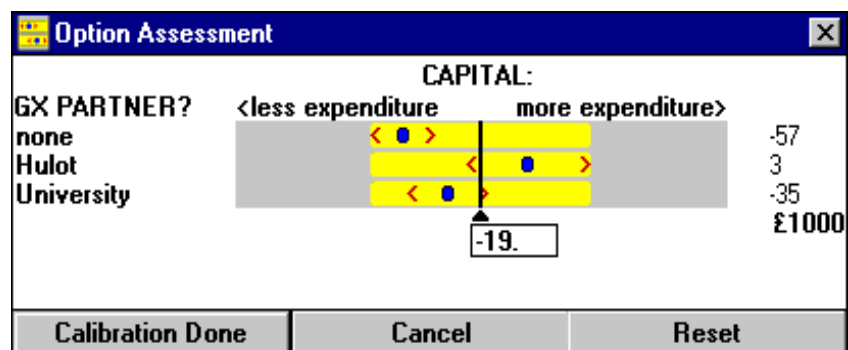 Option Assessment
CAPITAL:
GX PARTNER? <less expenditure more expenditure>
none -57
Hulot 3
University -35
£1000
-19.
Calibration Done Cancel Reset